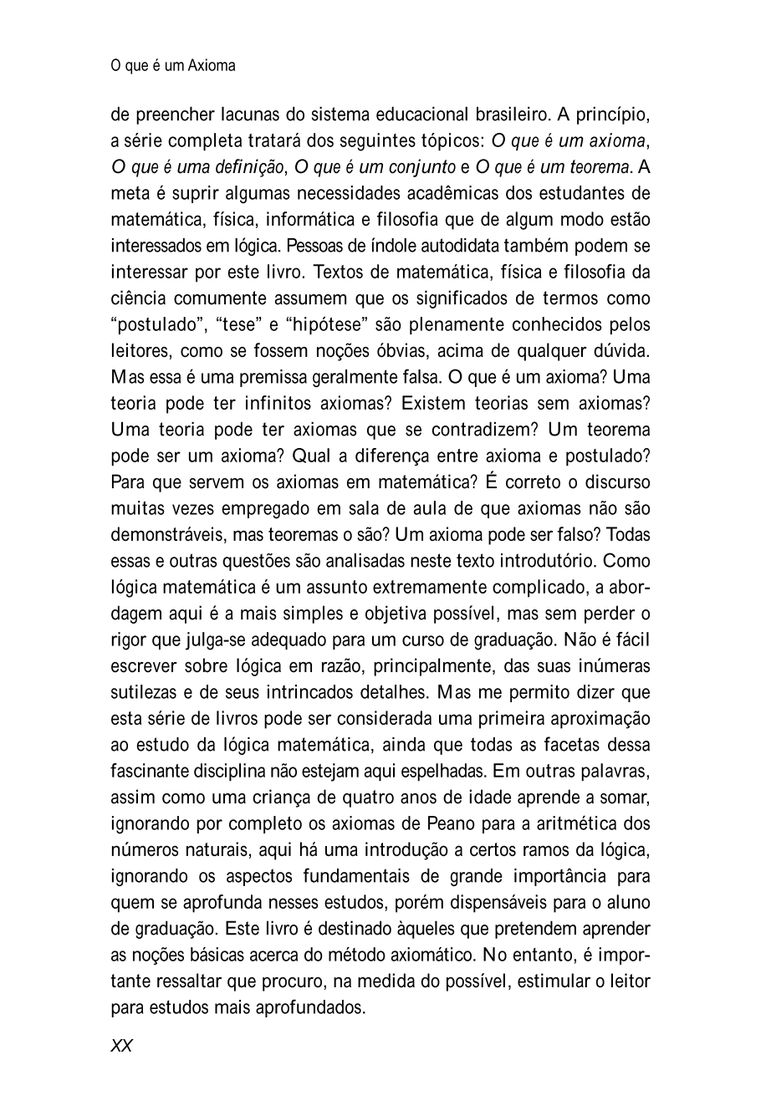 O que é um Axioma
de preencher lacunas do sistema educacional brasileiro. A princípio,
a série completa tratará dos seguintes tópicos: O que é um axioma,
O que é uma definição, O que é um conjunto e O que é um teorema. A
meta é suprir algumas necessidades acadêmicas dos estudantes de
matemática, física, informática e filosofia que de algum modo estão
interessados em lógica. Pessoas de índole autodidata também podem se
interessar por este livro. Textos de matemática, física e filosofia da
ciência comumente assumem que os significados de termos como
“postulado”, “tese” e “hipótese” são plenamente conhecidos pelos
leitores, como se fossem noções óbvias, acima de qualquer dúvida.
Mas essa é uma premissa geralmente falsa. O que é um axioma? Uma
teoria pode ter infinitos axiomas? Existem teorias sem axiomas?
Uma teoria pode ter axiomas que se contradizem? Um teorema
pode ser um axioma? Qual a diferença entre axioma e postulado?
Para que servem os axiomas em matemática? É correto o discurso
muitas vezes empregado em sala de aula de que axiomas não são
demonstráveis, mas teoremas o são? Um axioma pode ser falso? Todas
essas e outras questões são analisadas neste texto introdutório. Como
lógica matemática é um assunto extremamente complicado, a abor-
dagem aqui é a mais simples e objetiva possível, mas sem perder o
rigor que julga-se adequado para um curso de graduação. Não é fácil
escrever sobre lógica em razão, principalmente, das suas inúmeras
sutilezas e de seus intrincados detalhes. Mas me permito dizer que
esta série de livros pode ser considerada uma primeira aproximação
ao estudo da lógica matemática, ainda que todas as facetas dessa
fascinante disciplina não estejam aqui espelhadas. Em outras palavras,
assim como uma criança de quatro anos de idade aprende a somar,
ignorando por completo os axiomas de Peano para a aritmética dos
números naturais, aqui há uma introdução a certos ramos da lógica,
ignorando os aspectos fundamentais de grande importância para
quem se aprofunda nesses estudos, porém dispensáveis para o aluno
de graduação. Este livro é destinado àqueles que pretendem aprender
as noções básicas acerca do método axiomático. No entanto, é impor-
tante ressaltar que procuro, na medida do possível, estimular o leitor
para estudos mais aprofundados.
XX